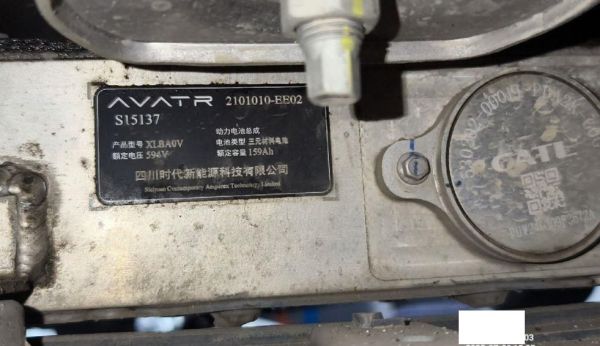 AVATR 2101010-EE02
S15137
动力电池总成
产品型号 XLBA0V 电池类型 三元材料电池
额定电压 594V 额定容量 159Ah
四川时代新能源科技有限公司
Sichuan Contemporary Amperex Technology Limited
CATL
03